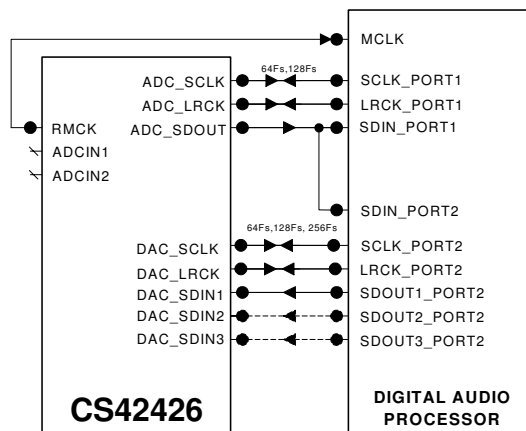 MCLK
64Fs,128Fs
ADC_SCLK
SCLK_PORT1
ADC_LRCK
LRCK_PORT1
RMCK
ADC_SDOUT
SDIN_PORT1
ADCIN1
ADCIN2
SDIN_PORT2
64Fs,128Fs, 256Fs
DAC_SCLK
SCLK_PORT2
DAC_LRCK
LRCK_PORT2
DAC_SDIN1
SDOUT1_PORT2
DAC_SDIN2
SDOUT2_PORT2
DAC_SDIN3
SDOUT3_PORT2
CS42426
DIGITAL AUDIO
PROCESSOR